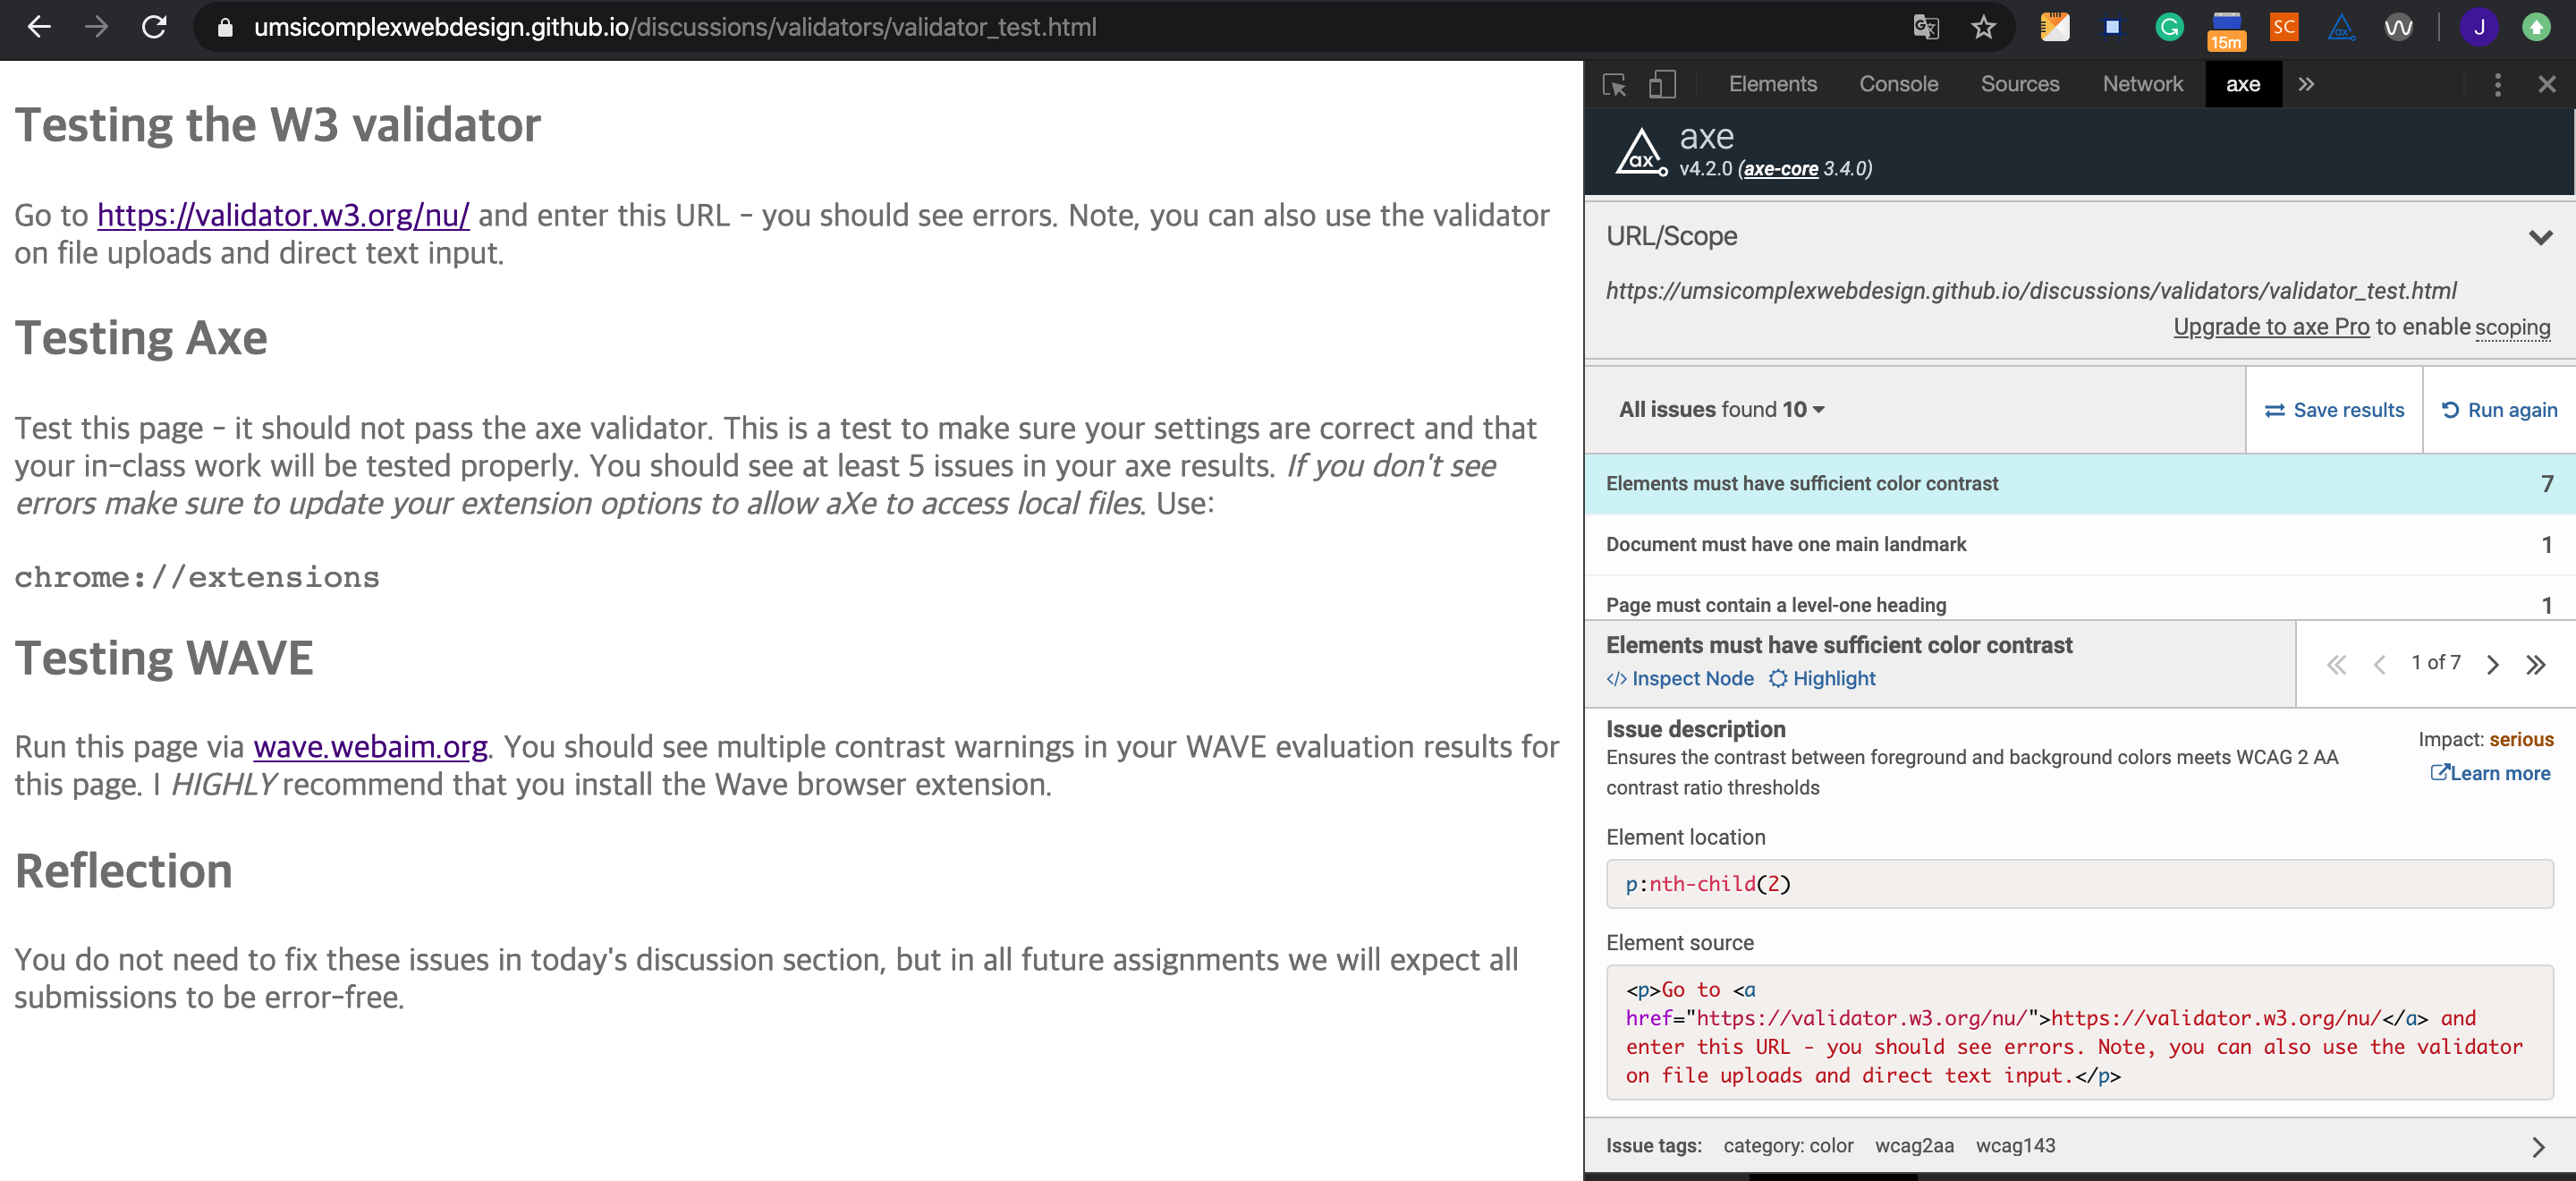 umsicomplexwebdesign.github.io/discussions/validators/validator_test.html
15m
SC
J
Testing the W3 validator
Go to https://validator.w3.org/nu/ and enter this URL - you should see errors. Note, you can also use the validator
on file uploads and direct text input.
Testing Axe
Test this page - it should not pass the axe validator. This is a test to make sure your settings are correct and that
your in-class work will be tested properly. You should see at least 5 issues in your axe results. If you don't see
errors make sure to update your extension options to allow aXe to access local files. Use:
chrome://extensions
Testing WAVE
Run this page via wave.webaim.org. You should see multiple contrast warnings in your WAVE evaluation results for
this page. I HIGHLY recommend that you install the Wave browser extension.
Reflection
You do not need to fix these issues in today's discussion section, but in all future assignments we will expect all
submissions to be error-free.
Elements Console Sources Network axe »
ax
axe
v4.2.0 (axe-core 3.4.0)
URL/Scope
https://umsicomplexwebdesign.github.io/discussions/validators/validator_test.html
Upgrade to axe Pro to enable scoping
All issues found 10
Save results
Run again
Elements must have sufficient color contrast 7
Document must have one main landmark 1
Page must contain a level-one heading 1
Elements must have sufficient color contrast
</> Inspect Node Highlight
1 of 7
Issue description
Impact: serious
Ensures the contrast between foreground and background colors meets WCAG 2 AA
contrast ratio thresholds
Learn more
Element location
p:nth-child(2)
Element source
<p>Go to <a
href="https://validator.w3.org/nu/">https://validator.w3.org/nu/</a> and
enter this URL - you should see errors. Note, you can also use the validator
on file uploads and direct text input.</p>
Issue tags: category: color wcag2aa wcag143